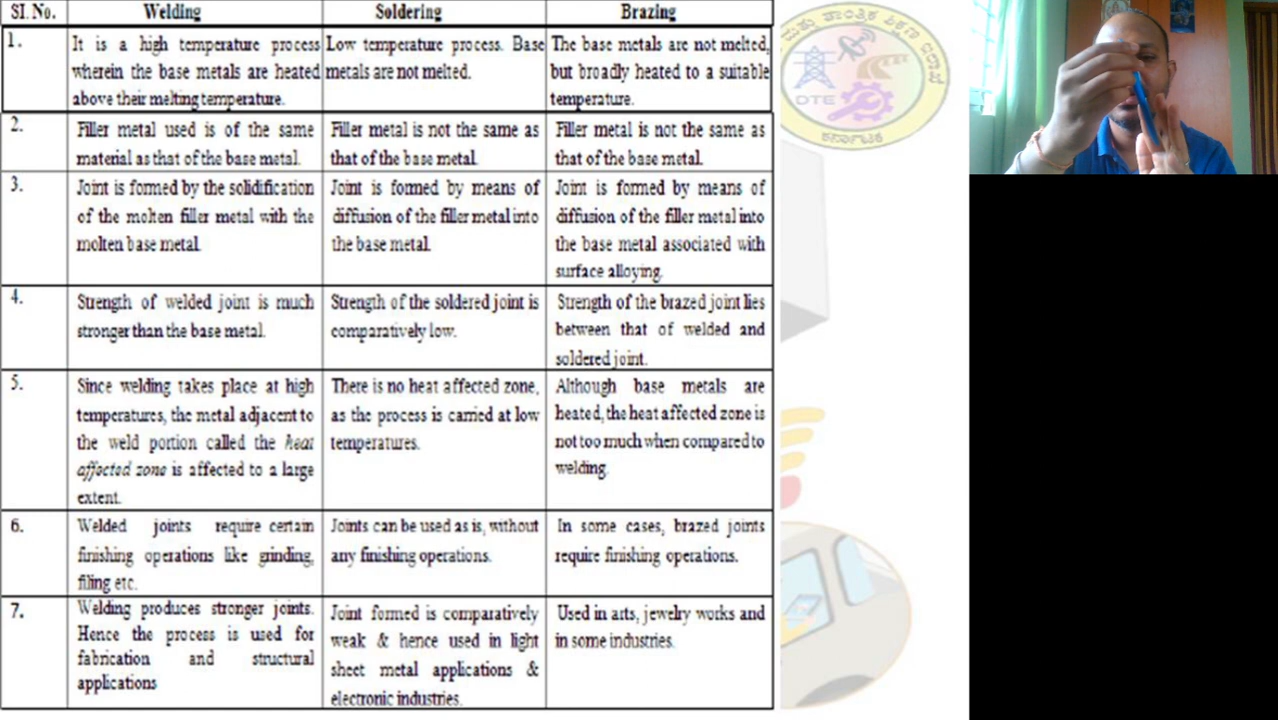 SI. No. Welding Soldering Brazing
1.
It is a high temperature process
wherein the base metals are heated
above their melting temperature.
Low temperature process. Base
metals are not melted.
The base metals are not melted,
but broadly heated to a suitable
temperature.
2.
Filler metal used is of the same
material as that of the base metal.
Filler metal is not the same as
that of the base metal.
Filler metal is not the same as
that of the base metal.
3.
Joint is formed by the solidification
of the molten filler metal with the
molten base metal.
Joint is formed by means of
diffusion of the filler metal into
the base metal.
Joint is formed by means of
diffusion of the filler metal into
the base metal associated with
surface alloying.
4.
Strength of welded joint is much
stronger than the base metal.
Strength of the soldered joint is
comparatively low.
Strength of the brazed joint lies
between that of welded and
soldered joint.
5.
Since welding takes place at high
temperatures, the metal adjacent to
the weld portion called the heat
affected zone is affected to a large
extent.
There is no heat affected zone,
as the process is carried at low
temperatures.
Although base metals are
heated, the heat affected zone is
not too much when compared to
welding.
6.
Welded joints require certain
finishing operations like grinding,
filing etc.
Joints can be used as is, without
any finishing operations.
In some cases, brazed joints
require finishing operations.
7.
Welding produces stronger joints.
Hence the process is used for
fabrication and structural
applications
Joint formed is comparatively
weak & hence used in light
sheet metal applications &
electronic industries.
Used in arts, jewelry works and
in some industries.
DTE
ಕರ್ನಾಟಕ